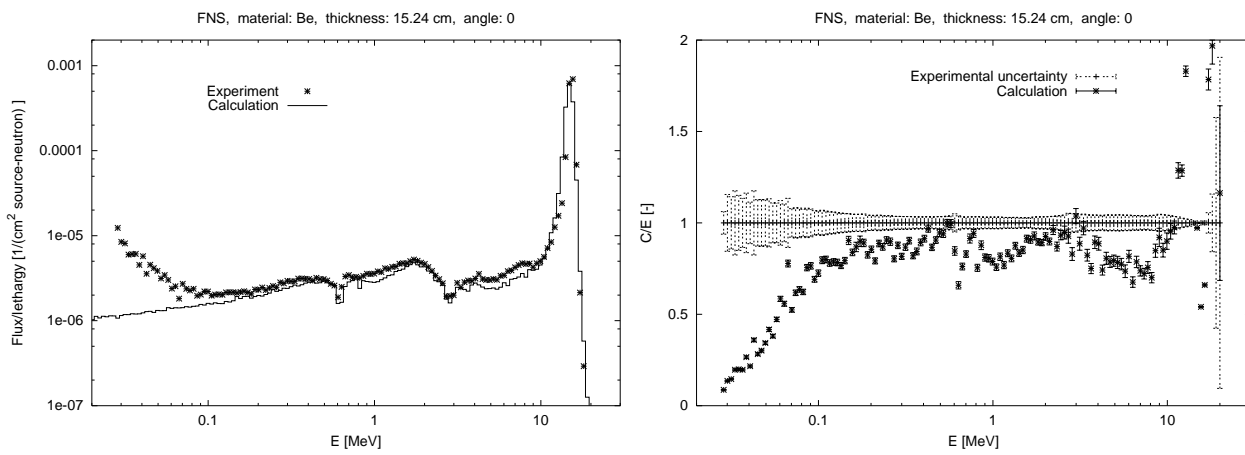 FNS, material: Be, thickness: 15.24 cm, angle: 0
Flux/lethargy [1/(cm² source-neutron) ]
0.001
0.0001
1e-05
1e-06
1e-07
Experiment
Calculation
0.1
1
10
E [MeV]
FNS, material: Be, thickness: 15.24 cm, angle: 0
C/E [-]
2
1.5
1
0.5
0
Experimental uncertainty
Calculation
0.1
1
10
E [MeV]